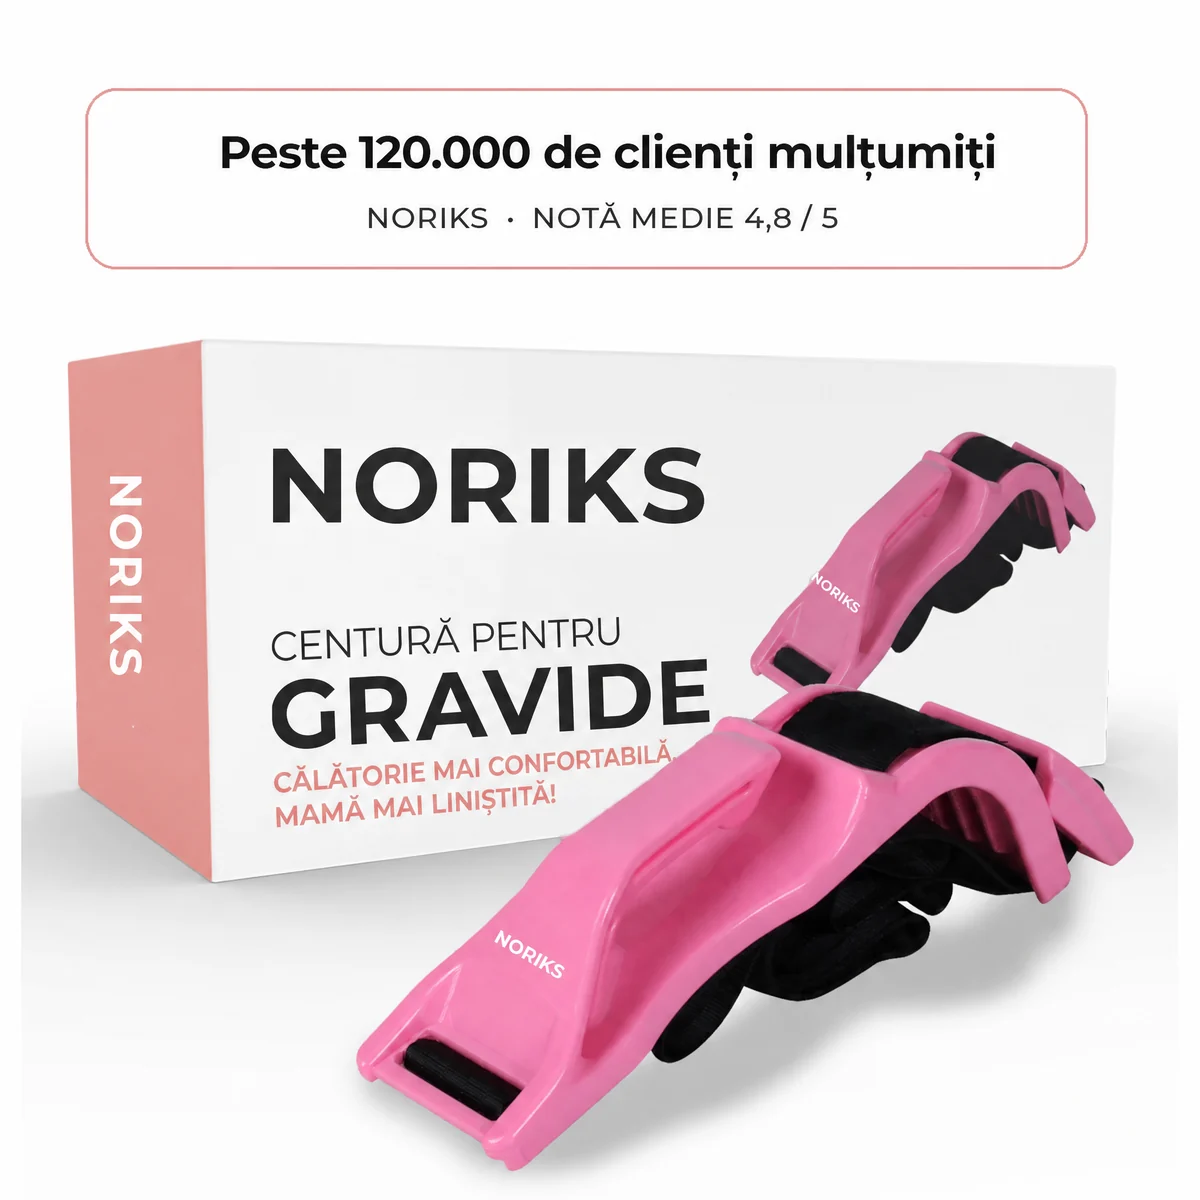 Peste 120.000 de clienți mulțumiți
NORIKS • NOTĂ MEDIE 4,8 / 5
NORIKS
NORIKS
CENTURĂ PENTRU
GRAVIDE
CĂLĂTORIE MAI CONFORTABILĂ,
MAMĂ MAI LINIȘTITĂ!
NORIKS
NORIKS